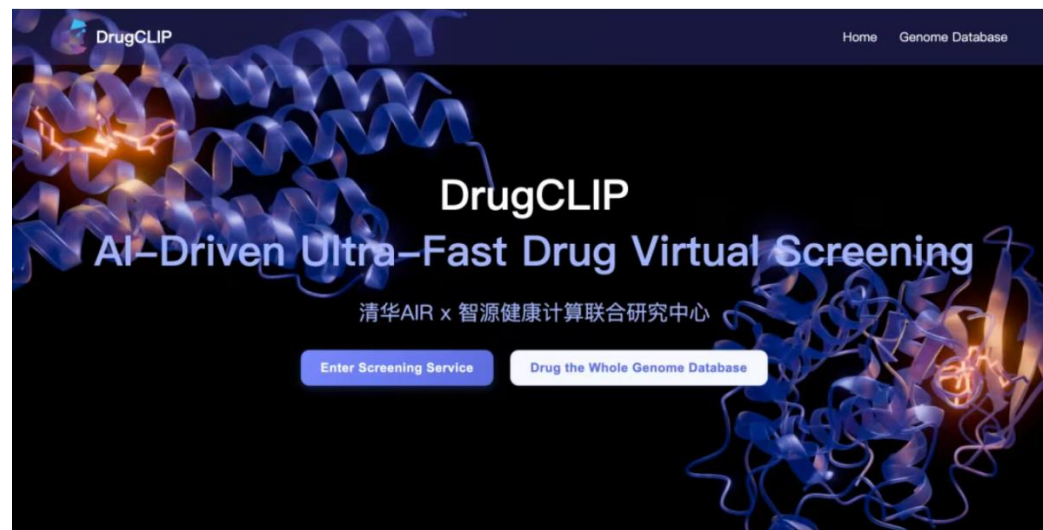 DrugCLIP
Home
Genome Database
DrugCLIP
AI-Driven Ultra-Fast Drug Virtual Screening
清华AIR x 智源健康计算联合研究中心
Enter Screening Service
Drug the Whole Genome Database